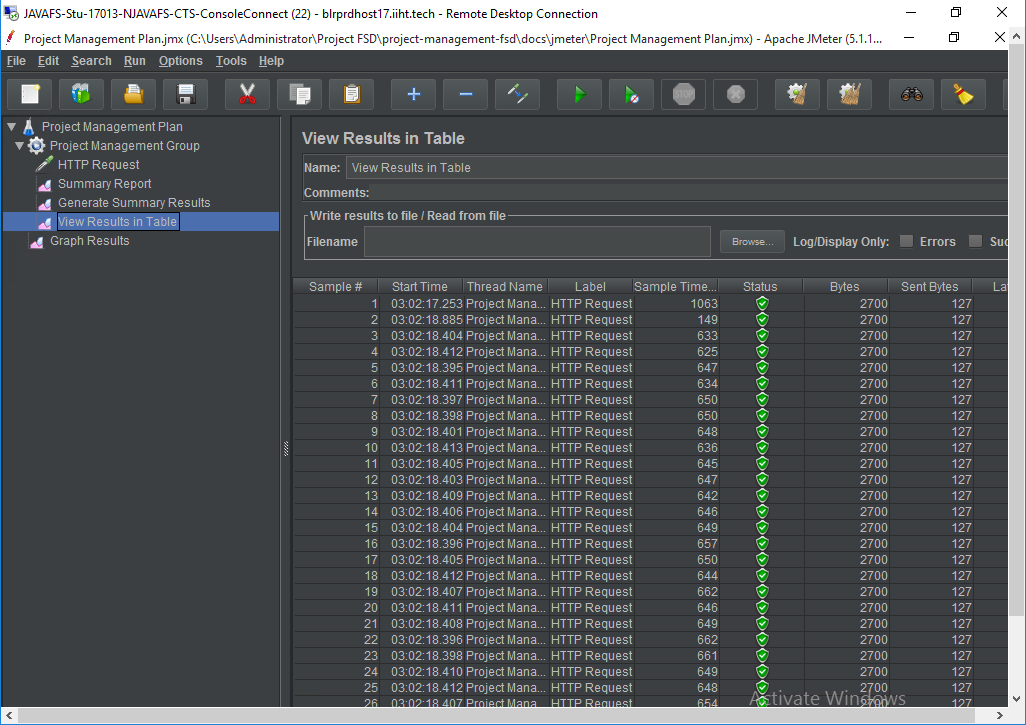 JAVAFS-Stu-17013-NJAVAFS-CTS-ConsoleConnect (22) - blrprdhost17.iiht.tech - Remote Desktop Connection
Project Management Plan.jmx (C:\Users\Administrator\Project FSD\project-management-fsd\docs\jmeter\Project Management Plan.jmx) - Apache JMeter (5.1.1...
File Edit Search Run Options Tools Help
STOP
Project Management Plan
Project Management Group
HTTP Request
Summary Report
Generate Summary Results
View Results in Table
Graph Results
View Results in Table
Name: View Results in Table
Comments:
Write results to file / Read from file
Filename Browse... Log/Display Only: Errors Suc
Sample # Start Time Thread Name Label Sample Time... Status Bytes Sent Bytes Lat
1 03:02:17.253 Project Mana... HTTP Request 1063 2700 127
2 03:02:18.885 Project Mana... HTTP Request 149 2700 127
3 03:02:18.404 Project Mana... HTTP Request 633 2700 127
4 03:02:18.412 Project Mana... HTTP Request 625 2700 127
5 03:02:18.395 Project Mana... HTTP Request 647 2700 127
6 03:02:18.411 Project Mana... HTTP Request 634 2700 127
7 03:02:18.397 Project Mana... HTTP Request 650 2700 127
8 03:02:18.398 Project Mana... HTTP Request 650 2700 127
9 03:02:18.401 Project Mana... HTTP Request 648 2700 127
10 03:02:18.413 Project Mana... HTTP Request 636 2700 127
11 03:02:18.405 Project Mana... HTTP Request 645 2700 127
12 03:02:18.403 Project Mana... HTTP Request 647 2700 127
13 03:02:18.409 Project Mana... HTTP Request 642 2700 127
14 03:02:18.406 Project Mana... HTTP Request 646 2700 127
15 03:02:18.404 Project Mana... HTTP Request 649 2700 127
16 03:02:18.396 Project Mana... HTTP Request 657 2700 127
17 03:02:18.405 Project Mana... HTTP Request 650 2700 127
18 03:02:18.412 Project Mana... HTTP Request 644 2700 127
19 03:02:18.407 Project Mana... HTTP Request 662 2700 127
20 03:02:18.411 Project Mana... HTTP Request 646 2700 127
21 03:02:18.408 Project Mana... HTTP Request 649 2700 127
22 03:02:18.396 Project Mana... HTTP Request 662 2700 127
23 03:02:18.398 Project Mana... HTTP Request 661 2700 127
24 03:02:18.410 Project Mana... HTTP Request 649 2700 127
25 03:02:18.412 Project Mana... HTTP Request 648 2700 127
26 03:02:18.407 Project Mana... HTTP Request 654 2700 127
Activate Windows